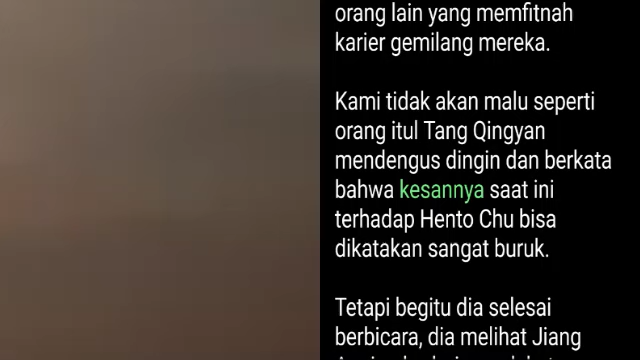 orang lain yang memfitnah
karier gemilang mereka.
Kami tidak akan malu seperti
orang itul Tang Qingyan
mendengus dingin dan berkata
bahwa kesannya saat ini
terhadap Hento Chu bisa
dikatakan sangat buruk.
Tetapi begitu dia selesai
berbicara, dia melihat Jiang